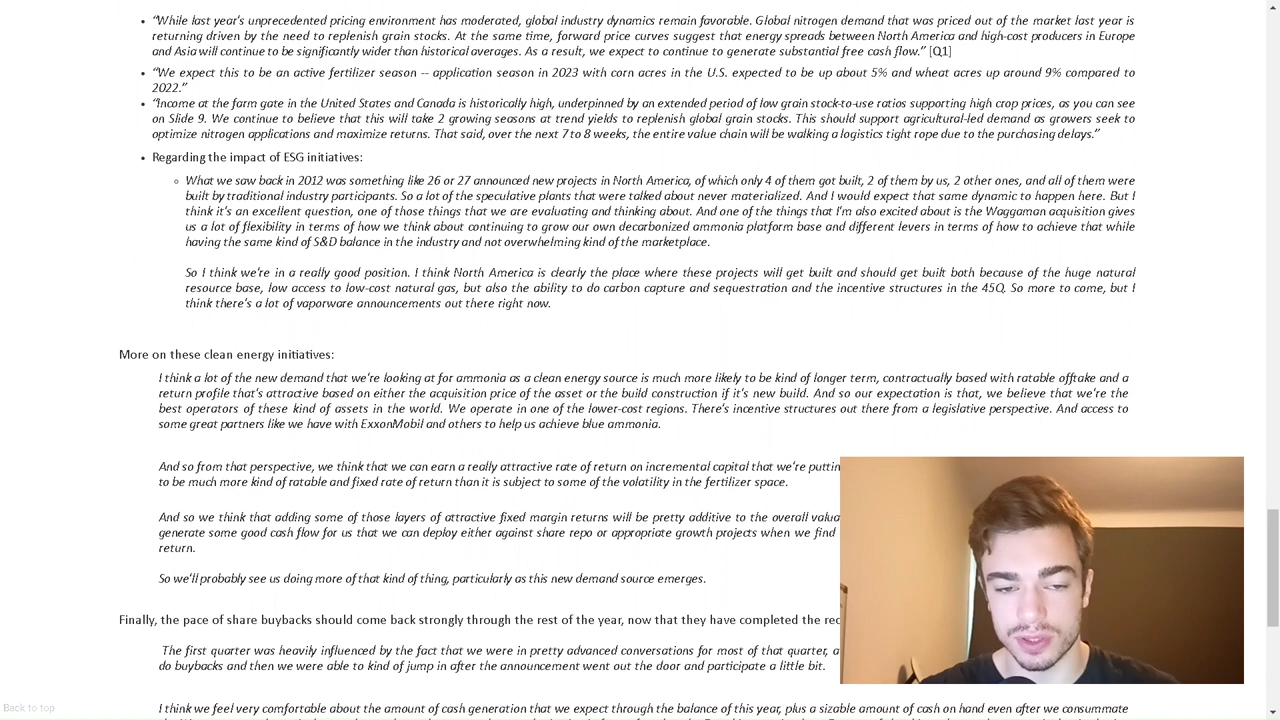 • “While last year's unprecedented pricing environment has moderated, global industry dynamics remain favorable. Global nitrogen demand that was priced out of the market last year is
returning driven by the need to replenish grain stocks. At the same time, forward price curves suggest that energy spreads between North America and high-cost producers in Europe
and Asia will continue to be significantly wider than historical averages. As a result, we expect to continue to generate substantial free cash flow.” [Q1]
• “We expect this to be an active fertilizer season -- application season in 2023 with corn acres in the U.S. expected to be up about 5% and wheat acres up around 9% compared to
2022.”
• “Income at the farm gate in the United States and Canada is historically high, underpinned by an extended period of low grain stock-to-use ratios supporting high crop prices, as you can see
on Slide 9. We continue to believe that this will take 2 growing seasons at trend yields to replenish global grain stocks. This should support agricultural-led demand as growers seek to
optimize nitrogen applications and maximize returns. That said, over the next 7 to 8 weeks, the entire value chain will be walking a logistics tight rope due to the purchasing delays.”
• Regarding the impact of ESG initiatives:
◦ What we saw back in 2012 was something like 26 or 27 announced new projects in North America, of which only 4 of them got built, 2 of them by us, 2 other ones, and all of them were
built by traditional industry participants. So a lot of the speculative plants that were talked about never materialized. And I would expect that same dynamic to happen here. But I
think it's an excellent question, one of those things that we are evaluating and thinking about. And one of the things that I'm also excited about is the Waggaman acquisition gives
us a lot of flexibility in terms of how we think about continuing to grow our own decarbonized ammonia platform base and different levers in terms of how to achieve that while
having the same kind of S&D balance in the industry and not overwhelming kind of the marketplace.
So I think we're in a really good position. I think North America is clearly the place where these projects will get built and should get built both because of the huge natural
resource base, low access to low-cost natural gas, but also the ability to do carbon capture and sequestration and the incentive structures in the 45Q. So more to come, but I
think there's a lot of vaporware announcements out there right now.
More on these clean energy initiatives:
I think a lot of the new demand that we're looking at for ammonia as a clean energy source is much more likely to be kind of longer term, contractually based with ratable offtake and a
return profile that's attractive based on either the acquisition price of the asset or the build construction if it's new build. And so our expectation is that, we believe that we're the
best operators of these kind of assets in the world. We operate in one of the lower-cost regions. There's incentive structures out there from a legislative perspective. And access to
some great partners like we have with ExxonMobil and others to help us achieve blue ammonia.
And so from that perspective, we think that we can earn a really attractive rate of return on incremental capital that we're
to be much more kind of ratable and fixed rate of return than it is subject to some of the volatility in the fertilizer space.
And so we think that adding some of those layers of attractive fixed margin returns will be pretty additive to the overall
generate some good cash flow for us that we can deploy either against share repo or appropriate growth projects when we find
return.
So we'll probably see us doing more of that kind of thing, particularly as this new demand source emerges.
Finally, the pace of share buybacks should come back strongly through the rest of the year, now that they have completed the
The first quarter was heavily influenced by the fact that we were in pretty advanced conversations for most of that quarter,
do buybacks and then we were able to kind of jump in after the announcement went out the door and participate a little bit.
I think we feel very comfortable about the amount of cash generation that we expect through the balance of this year, plus a sizable amount of cash on hand even after we consummate
Back to top